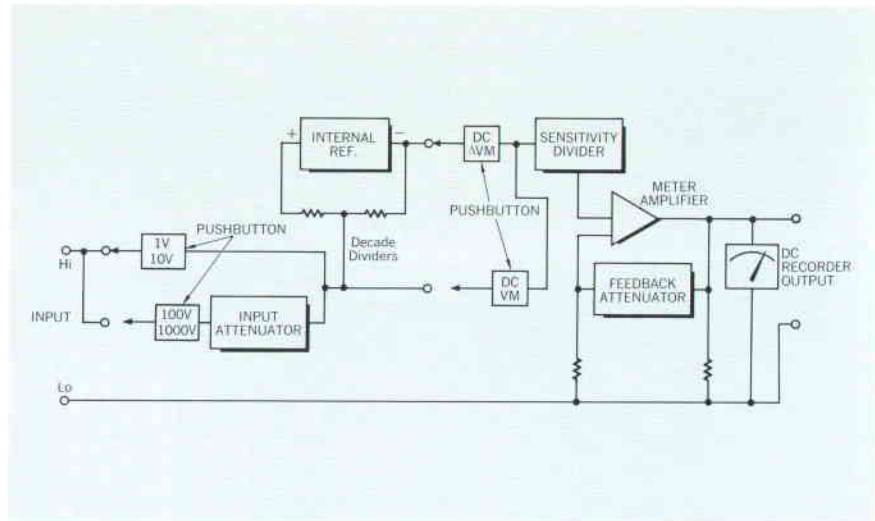 +
INTERNAL
REF.
−
DC
ΔVM
SENSITIVITY
DIVIDER
METER
AMPLIFIER
PUSHBUTTON
PUSHBUTTON
1V
10V
Hi
Decade
Dividers
DC
VM
FEEDBACK
ATTENUATOR
DC
RECORDER
OUTPUT
INPUT
100V
1000V
INPUT
ATTENUATOR
Lo